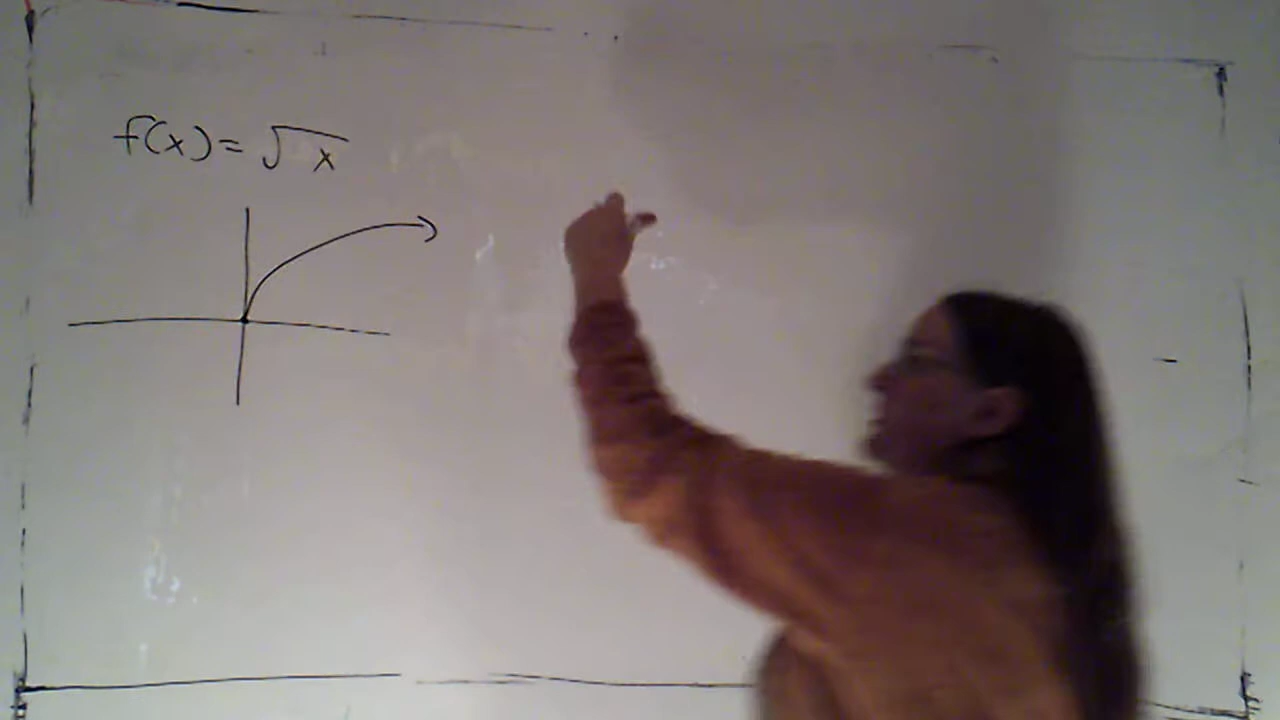 f(x) = √x